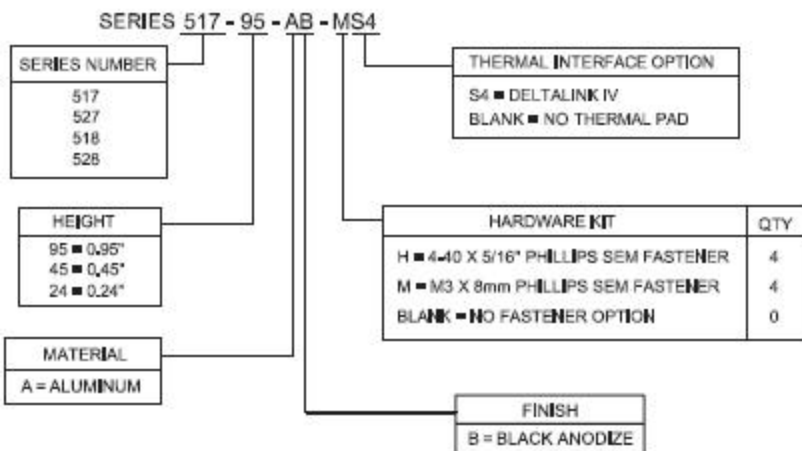 SERIES 517 - 95 - AB - MS4
SERIES NUMBER
517
527
518
528
THERMAL INTERFACE OPTION
S4 = DELTALINK IV
BLANK = NO THERMAL PAD
HEIGHT
95 = 0.95"
45 = 0.45"
24 = 0.24"
HARDWARE KIT QTY
H = 4-40 X 5/16" PHILLIPS SEM FASTENER 4
M = M3 X 8mm PHILLIPS SEM FASTENER 4
BLANK = NO FASTENER OPTION 0
MATERIAL
A = ALUMINUM
FINISH
B = BLACK ANODIZE